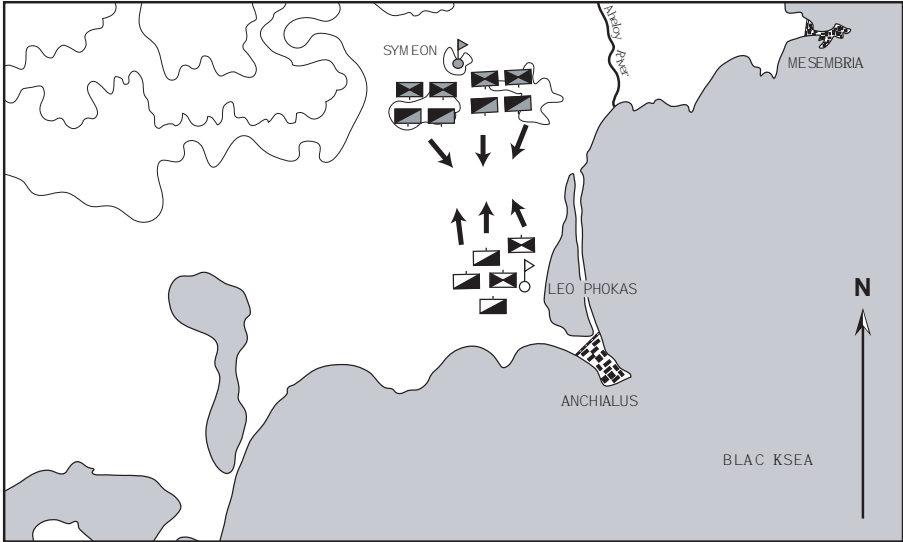 Aheloy River
SYMEON
MESEMBRIA
N
LEO PHOKAS
ANCHIALUS
BLAC KSEA